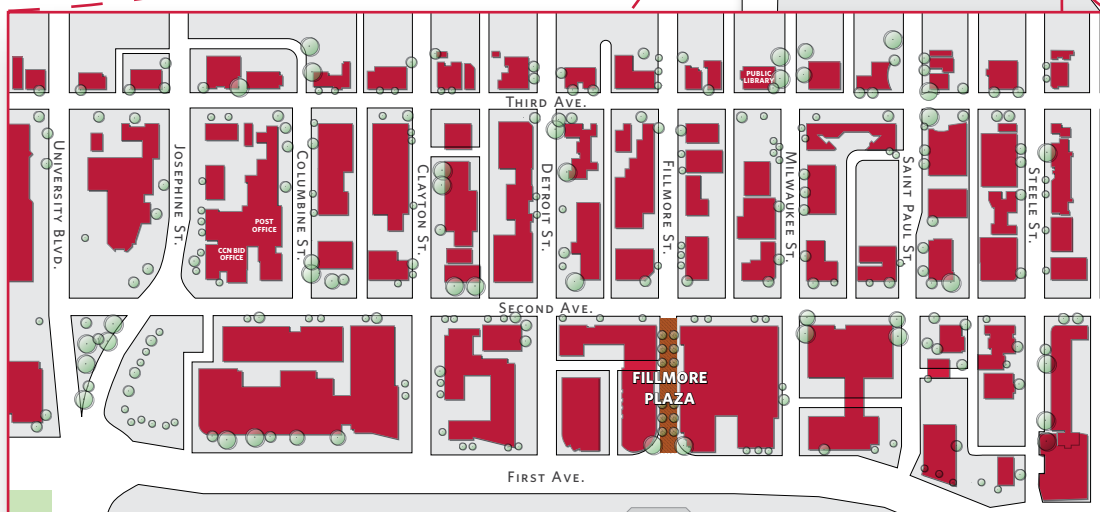 PUBLIC
LIBRARY
THIRD AVE.
UNIVERSITY BLVD.
JOSEPHINE ST.
COLUMBINE ST.
CLAYTON ST.
DETROIT ST.
FILLMORE ST.
MILWAUKEE ST.
SAINT PAUL ST.
STEELE ST.
POST
OFFICE
CCN BID
OFFICE
SECOND AVE.
FILLMORE
PLAZA
FIRST AVE.